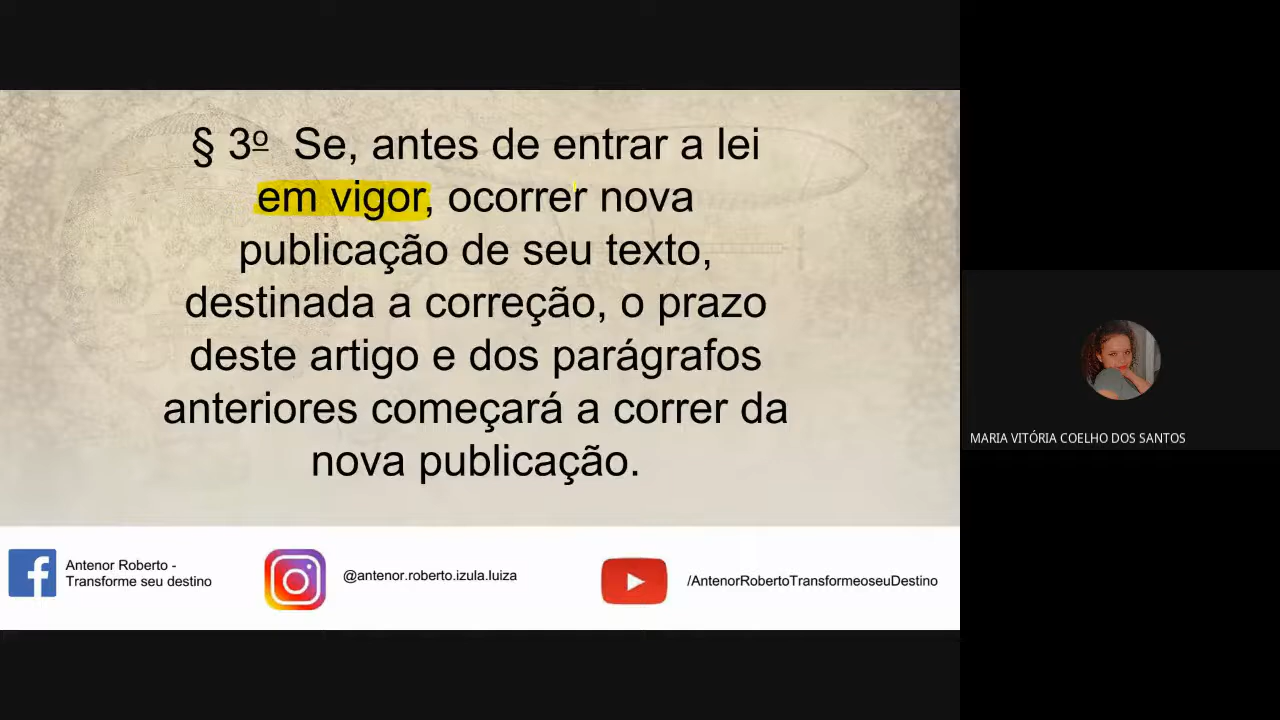 § 3º  Se, antes de entrar a lei
em vigor, ocorrer nova
publicação de seu texto,
destinada a correção, o prazo
deste artigo e dos parágrafos
anteriores começará a correr da
nova publicação.
Antenor Roberto -
Transforme seu destino
@antenor.roberto.izula.luiza
/AntenorRobertoTransformeoseuDestino
MARIA VITÓRIA COELHO DOS SANTOS